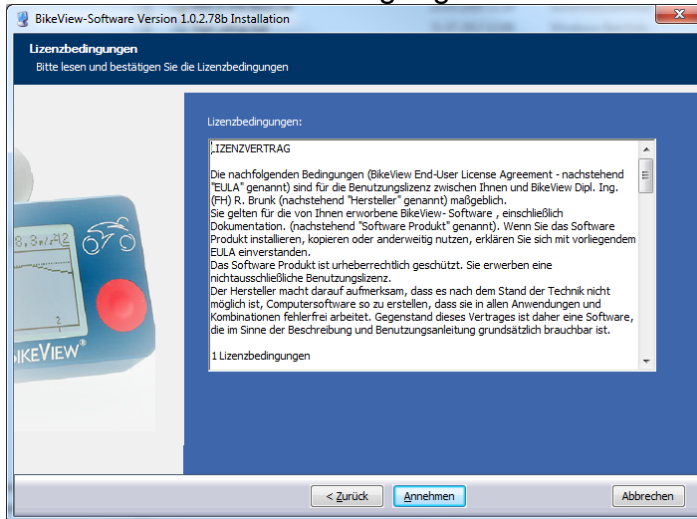 BikeView-Software Version 1.0.2.78b Installation
Lizenzbedingungen
Bitte lesen und bestätigen Sie die Lizenzbedingungen
Lizenzbedingungen:
LIZENZVERTRAG
Die nachfolgenden Bedingungen (BikeView End-User License Agreement - nachstehend
"EULA" genannt) sind für die Benutzungslizenz zwischen Ihnen und BikeView Dipl. Ing.
(FH) R. Brunk (nachstehend "Hersteller" genannt) maßgeblich.
Sie gelten für die von Ihnen erworbene BikeView- Software , einschließlich
Dokumentation. (nachstehend "Software Produkt" genannt). Wenn Sie das Software
Produkt installieren, kopieren oder anderweitig nutzen, erklären Sie sich mit vorliegendem
EULA einverstanden.
Das Software Produkt ist urheberrechtlich geschützt. Sie erwerben eine
nichtausschließliche Benutzungslizenz.
Der Hersteller macht darauf aufmerksam, dass es nach dem Stand der Technik nicht
möglich ist, Computersoftware so zu erstellen, dass sie in allen Anwendungen und
Kombinationen fehlerfrei arbeitet. Gegenstand dieses Vertrages ist daher eine Software,
die im Sinne der Beschreibung und Benutzungsanleitung grundsätzlich brauchbar ist.
1 Lizenzbedingungen
2
IKEVIEW®
< Zurück
Annehmen
Abbrechen